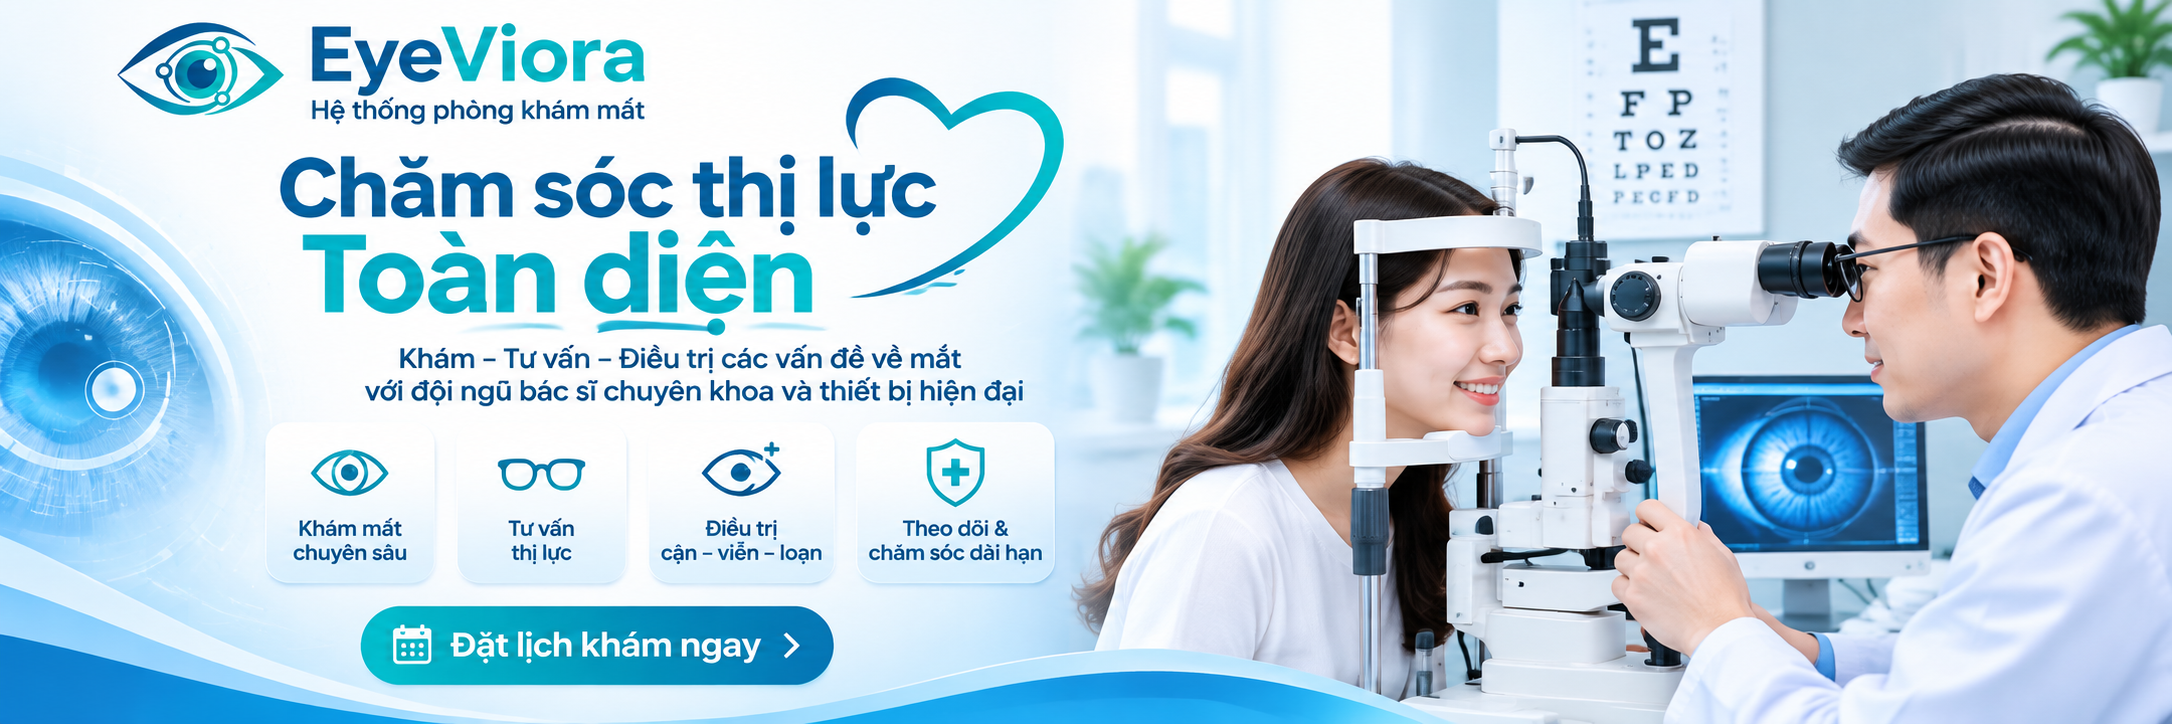 EyeViora
Hệ thống phòng khám mắt
Chăm sóc thị lực
Toàn diện
Khám – Tư vấn – Điều trị các vấn đề về mắt
với đội ngũ bác sĩ chuyên khoa và thiết bị hiện đại
Khám mắt
chuyên sâu
Tư vấn
thị lực
Điều trị
cận – viễn – loạn
Theo dõi &
chăm sóc dài hạn
Đặt lịch khám ngay
E
F P
T O Z
L P E D
P E C F D